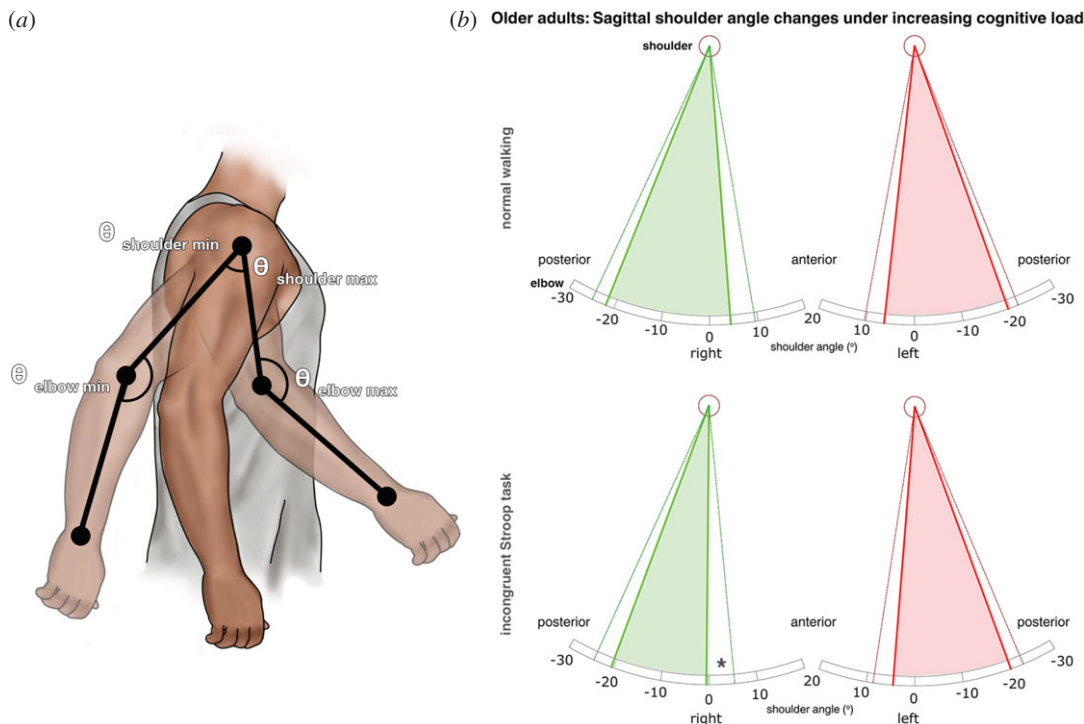 (a)
(b) Older adults: Sagittal shoulder angle changes under increasing cognitive load
θ shoulder min
θ shoulder max
θ elbow min
θ elbow max
normal walking
shoulder
posterior anterior posterior
elbow
-30 -20 -10 0 10 20
20 10 0 -10 -20 -30
shoulder angle (º)
right left
incongruent Stroop task
posterior anterior posterior
*
-30 -20 -10 0 10 20
20 10 0 -10 -20 -30
shoulder angle (º)
right left